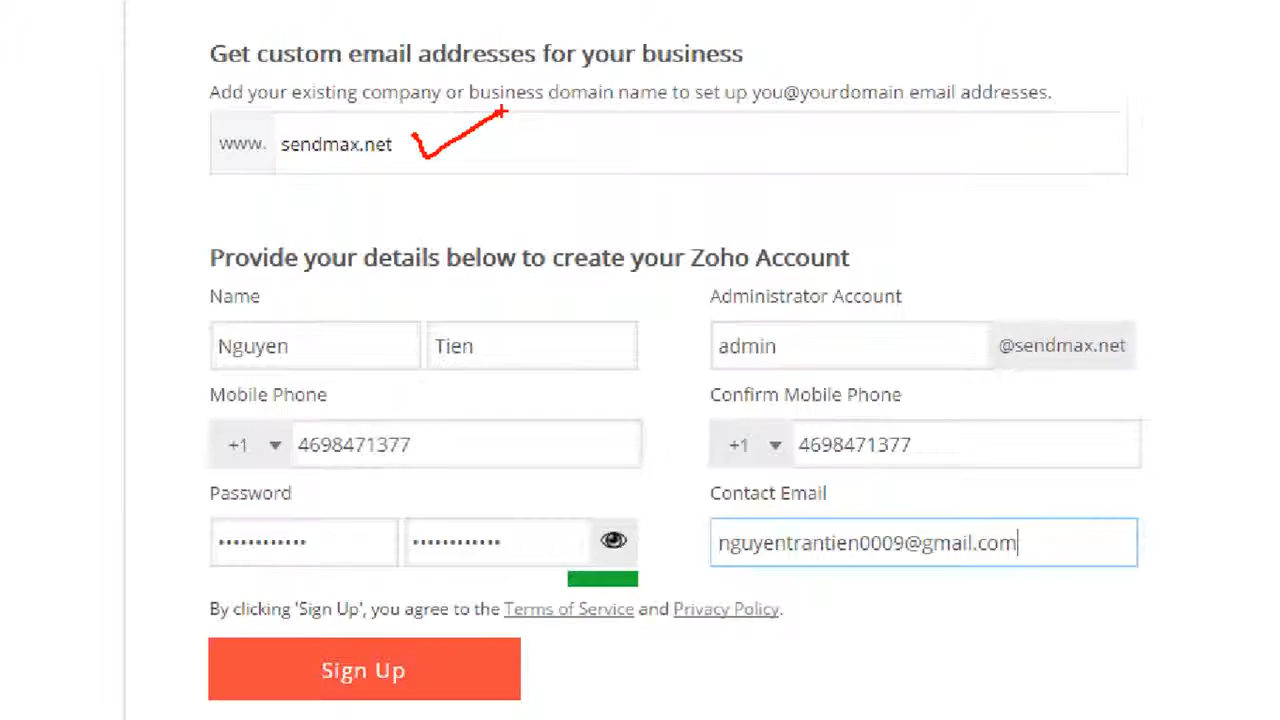 Get custom email addresses for your business
Add your existing company or business domain name to set up you@yourdomain email addresses.
www. sendmax.net
Provide your details below to create your Zoho Account
Name Administrator Account
Nguyen Tien admin @sendmax.net
Mobile Phone Confirm Mobile Phone
+1 4698471377 +1 4698471377
Password Contact Email
•••••••••••• •••••••••••• nguyentrantien0009@gmail.com
By clicking 'Sign Up', you agree to the Terms of Service and Privacy Policy.
Sign Up